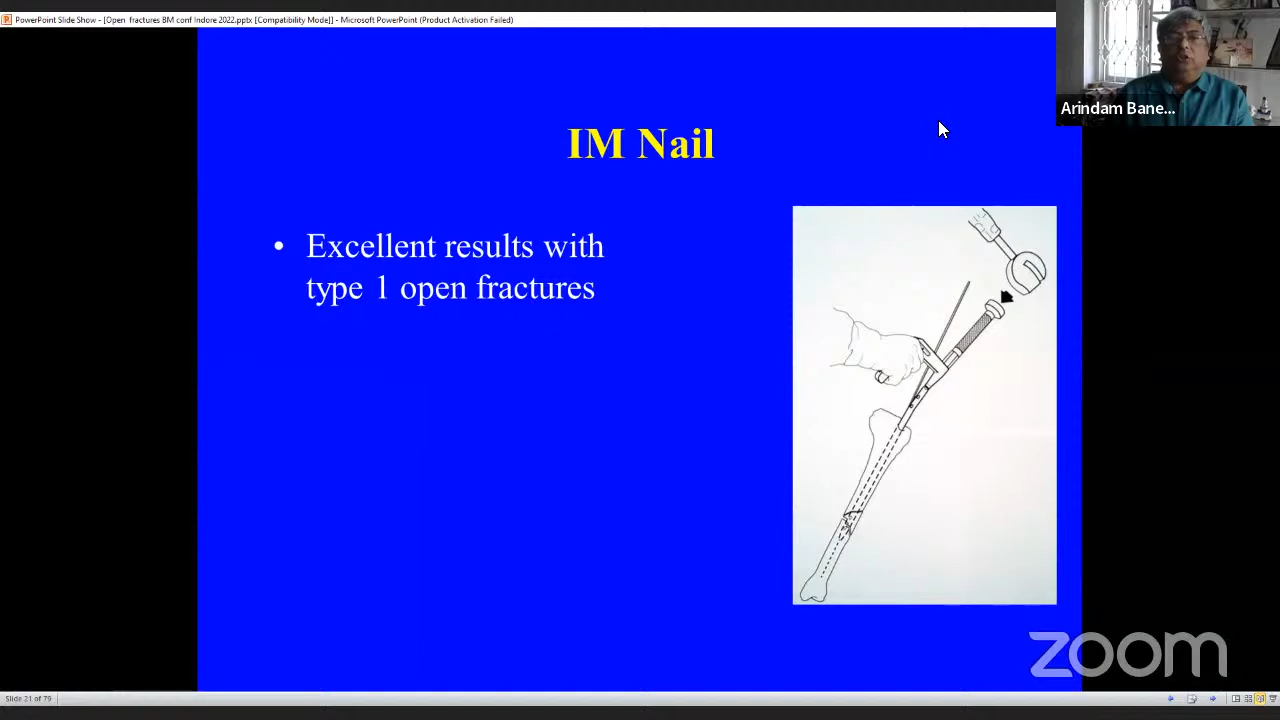 PowerPoint Slide Show - [Open fractures BM conf Indore 2022.pptx [Compatibility Mode]] - Microsoft PowerPoint (Product Activation Failed)
Arindam Bane...
IM Nail
• Excellent results with
type 1 open fractures
zoom
Slide 21 of 79